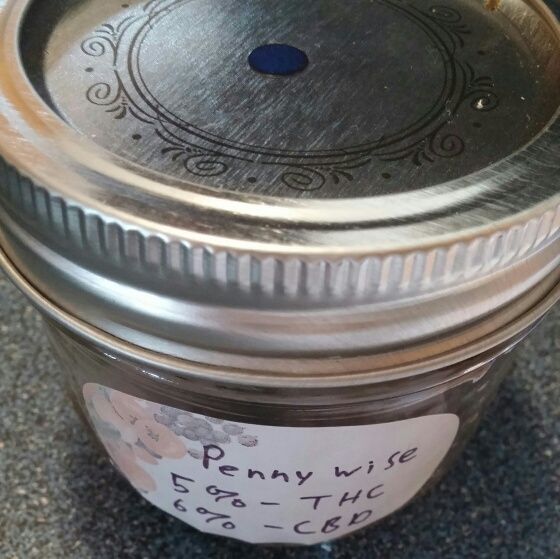 Penny wise
5% - THC
6% - CBD